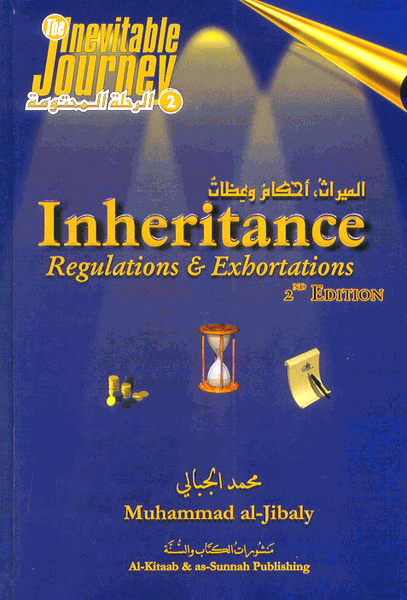 The Inevitable
Journey
الرحلة المحتومة 2
الميراث، أحكام وعظات
Inheritance
Regulations & Exhortations
2ND EDITION
محمد الجبالي
Muhammad al-Jibaly
منشورات الكتاب والسنة
Al-Kitaab & as-Sunnah Publishing